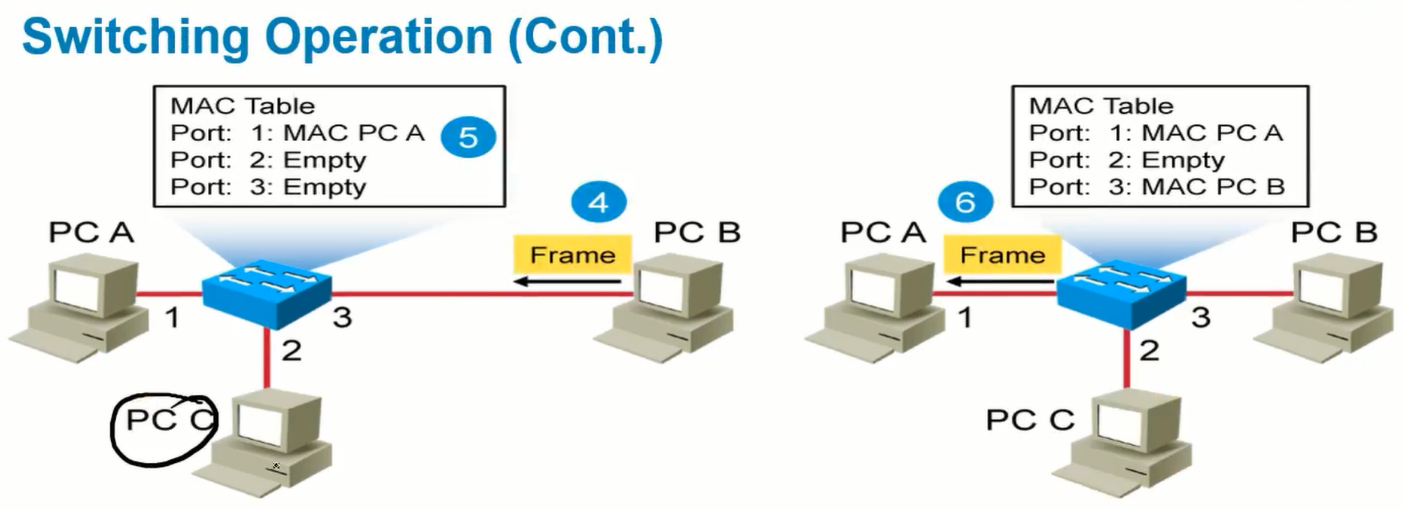 Switching Operation (Cont.)
MAC Table
Port: 1: MAC PC A
Port: 2: Empty
Port: 3: Empty
5
4
Frame
PC A
PC B
1
3
2
PC C
MAC Table
Port: 1: MAC PC A
Port: 2: Empty
Port: 3: MAC PC B
6
Frame
PC A
PC B
1
3
2
PC C